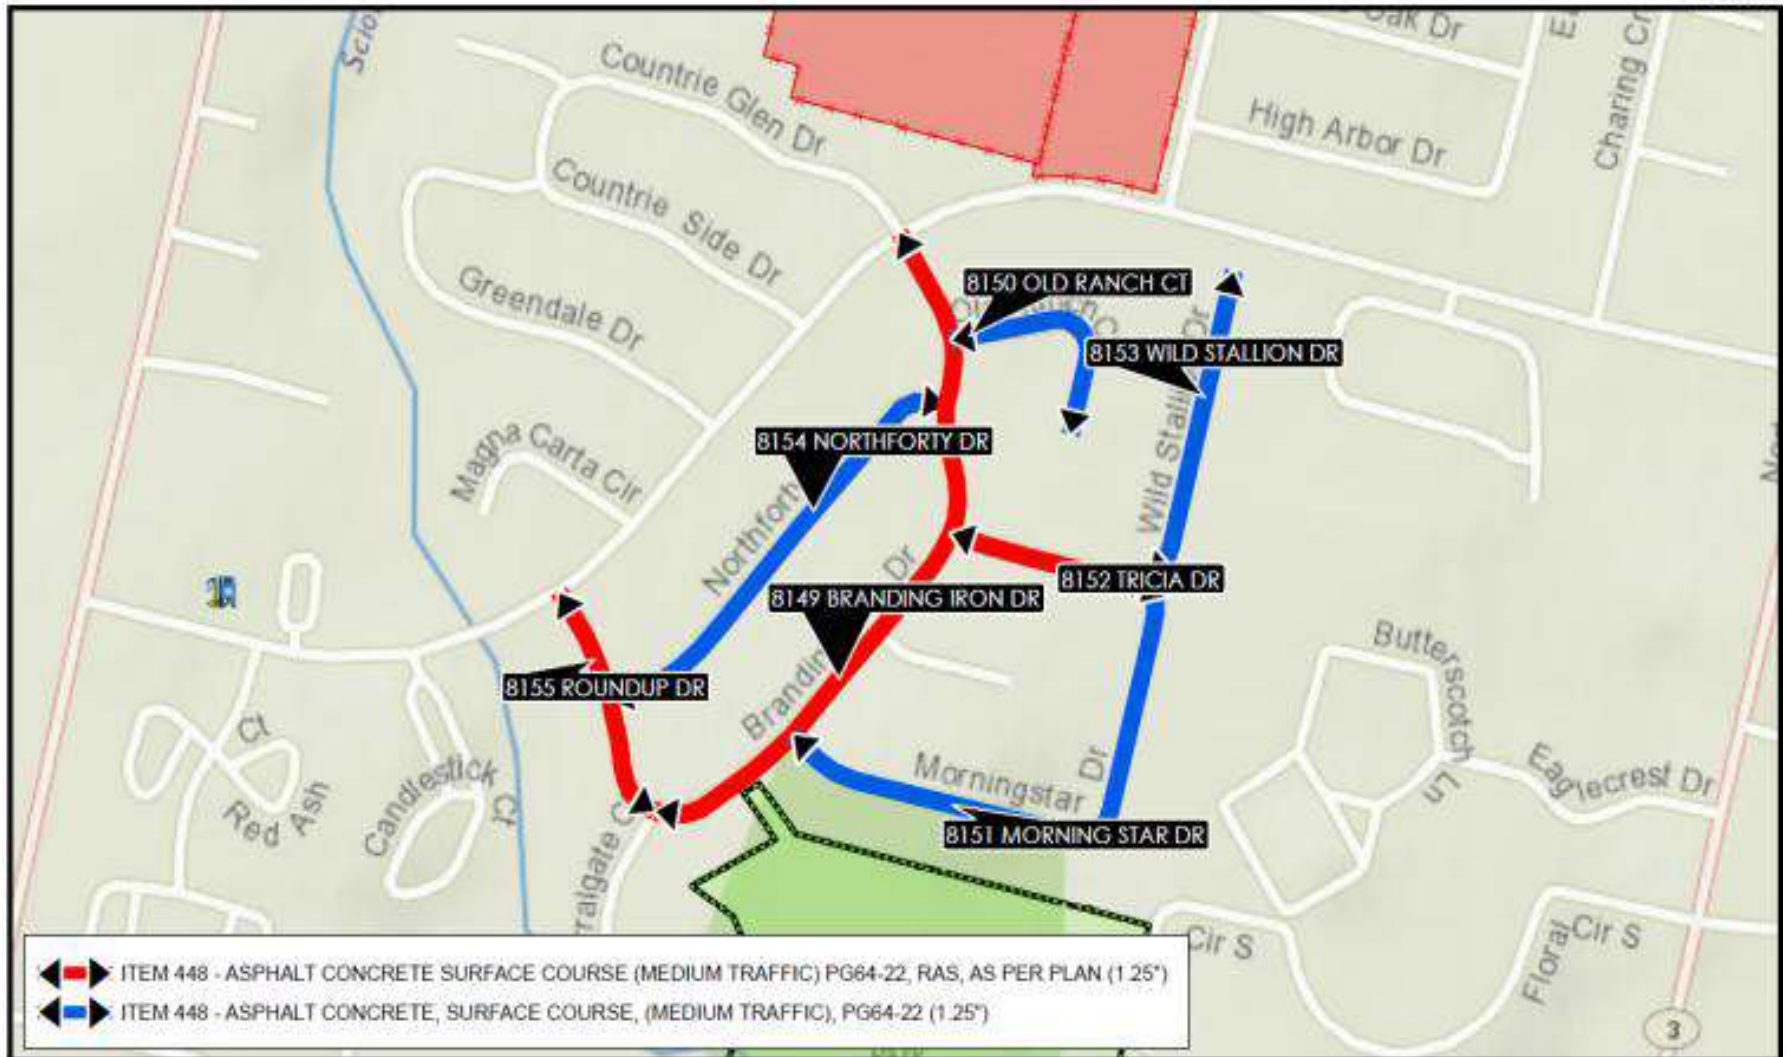 Oak Dr
Charing Cr
Countrie Glen Dr
High Arbor Dr
Countrie Side Dr
8150 OLD RANCH CT
Greendale Dr
8153 WILD STALLION DR
8154 NORTHFORTY DR
Magna Carta Cir
Dr
8152 TRICIA DR
8149 BRANDING IRON DR
8155 ROUNDUP DR
Butterscotch Ln
Morningstar
Dr
Eaglecrest Dr
Ct
Red Ash
Candlestick Ct
8151 MORNING STAR DR
Cir S
Floral Cir S
ITEM 448 - ASPHALT CONCRETE SURFACE COURSE (MEDIUM TRAFFIC) PG64-22, RAS, AS PER PLAN (1.25")
ITEM 448 - ASPHALT CONCRETE, SURFACE COURSE, (MEDIUM TRAFFIC), PG64-22 (1.25")
3